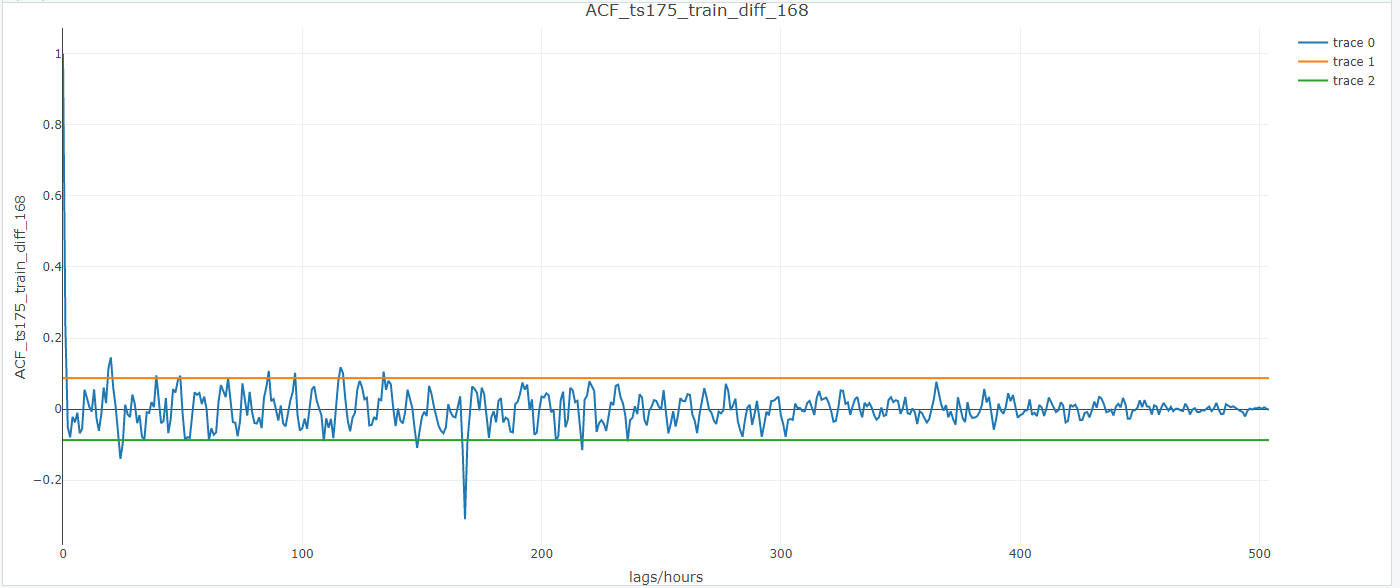 ACF_ts175_train_diff_168
trace 0
trace 1
trace 2
1
0.8
0.6
0.4
0.2
0
−0.2
ACF_ts175_train_diff_168
0 100 200 300 400 500
lags/hours